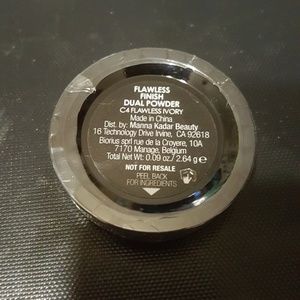 FLAWLESS
FINISH
DUAL POWDER
C4 FLAWLESS IVORY
Made in China
Dist. by: Manna Kadar Beauty
16 Technology Drive Irvine, CA 92618
Biorius sprl rue de la Croyere, 10A
7170 Manage, Belgium
Total Net Wt: 0.09 oz./ 2.64 g e
NOT FOR RESALE
PEEL BACK
FOR INGREDIENTS